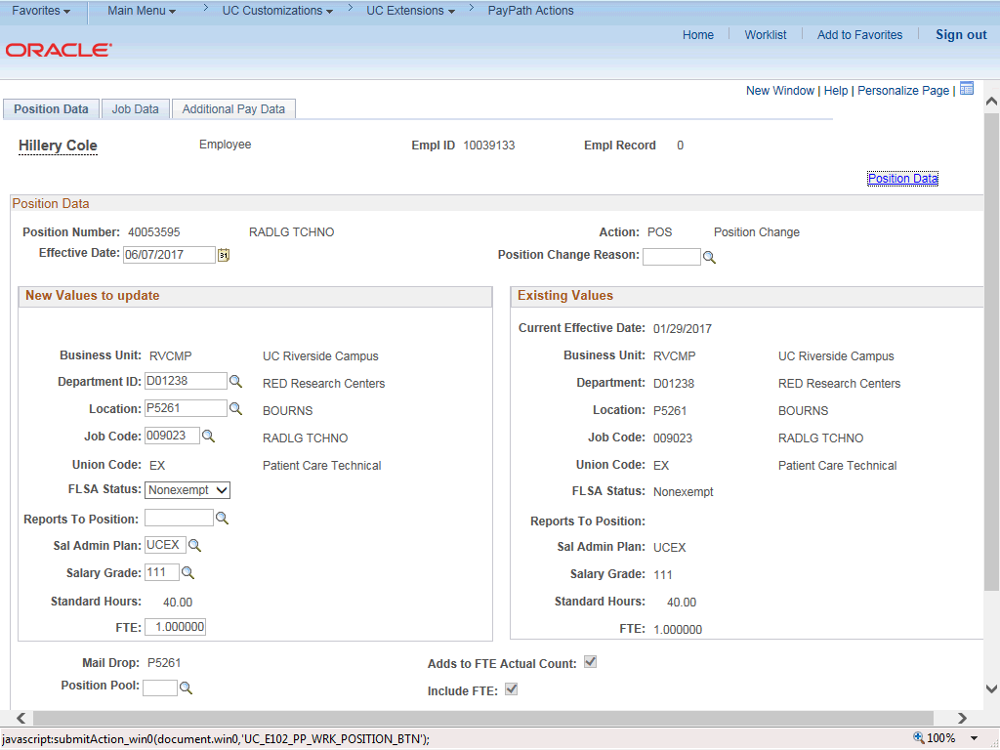 Favorites Main Menu > UC Customizations > UC Extensions > PayPath Actions
Home Worklist Add to Favorites Sign out
ORACLE
New Window | Help | Personalize Page |
Position Data Job Data Additional Pay Data
Hillery Cole Employee Empl ID 10039133 Empl Record 0
Position Data
Position Data
Position Number: 40053595 RADLG TCHNO Action: POS Position Change
Effective Date: 06/07/2017 31 Position Change Reason:
New Values to update Existing Values
Current Effective Date: 01/29/2017
Business Unit: RVCMP UC Riverside Campus Business Unit: RVCMP UC Riverside Campus
Department ID: D01238 RED Research Centers Department: D01238 RED Research Centers
Location: P5261 BOURNS Location: P5261 BOURNS
Job Code: 009023 RADLG TCHNO Job Code: 009023 RADLG TCHNO
Union Code: EX Patient Care Technical Union Code: EX Patient Care Technical
FLSA Status: Nonexempt FLSA Status: Nonexempt
Reports To Position: Reports To Position:
Sal Admin Plan: UCEX Sal Admin Plan: UCEX
Salary Grade: 111 Salary Grade: 111
Standard Hours: 40.00 Standard Hours: 40.00
FTE: 1.000000 FTE: 1.000000
Mail Drop: P5261 Adds to FTE Actual Count:
Position Pool: Include FTE:
javascript:submitAction_win0(document.win0,'UC_E102_PP_WRK_POSITION_BTN'); 100%